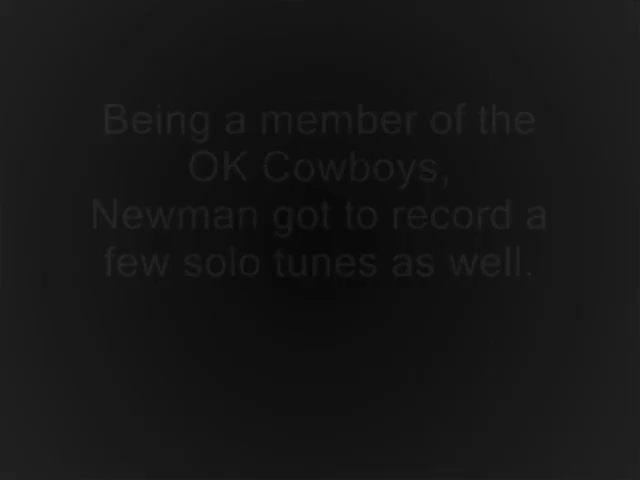 Being a member of the
OK Cowboys,
Newman got to record a
few solo tunes as well.